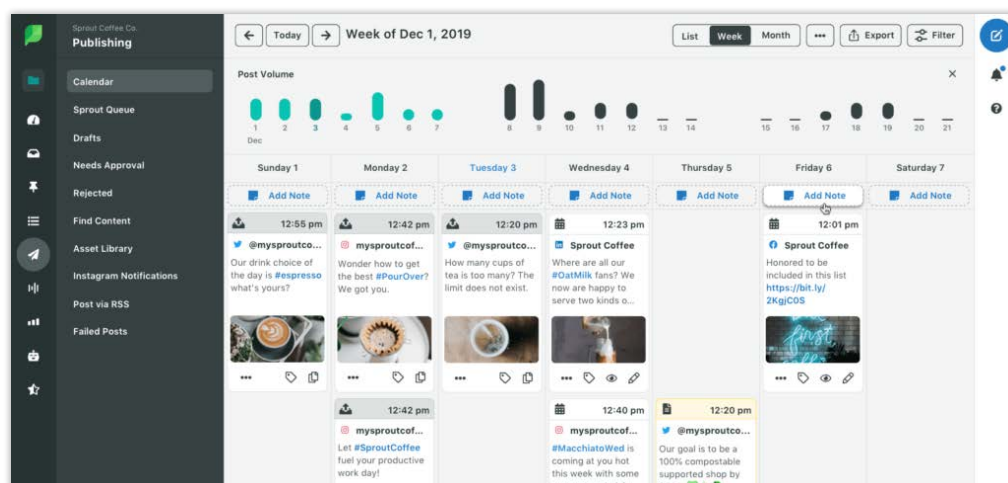 Sprout Coffee Co.
Publishing
Calendar
Sprout Queue
Drafts
Needs Approval
Rejected
Find Content
Asset Library
Instagram Notifications
Post via RSS
Failed Posts
Today
Week of Dec 1, 2019
List
Week
Month
Export
Filter
Post Volume
1 2 3 4 5 6 7 8 9 10 11 12 13 14 15 16 17 18 19 20 21
Dec
Sunday 1
Monday 2
Tuesday 3
Wednesday 4
Thursday 5
Friday 6
Saturday 7
Add Note
Add Note
Add Note
Add Note
Add Note
Add Note
Add Note
12:55 pm
@mysproutco...
Our drink choice of
the day is #espresso
what's yours?
12:42 pm
mysproutcof...
Wonder how to get
the best #PourOver?
We got you.
12:42 pm
mysproutcof...
Let #SproutCoffee
fuel your productive
work day!
12:20 pm
@mysproutco...
How many cups of
tea is too many? The
limit does not exist.
12:23 pm
Sprout Coffee
Where are all our
#OatMilk fans? We
now are happy to
serve two kinds o...
12:40 pm
mysproutcof...
#MacchiatoWed is
coming at you hot
this week with some
12:20 pm
@mysproutco...
Our goal is to be a
100% compostable
supported shop by
12:01 pm
Sprout Coffee
Honored to be
included in this list
https://bit.ly/
2KgjC0S
first